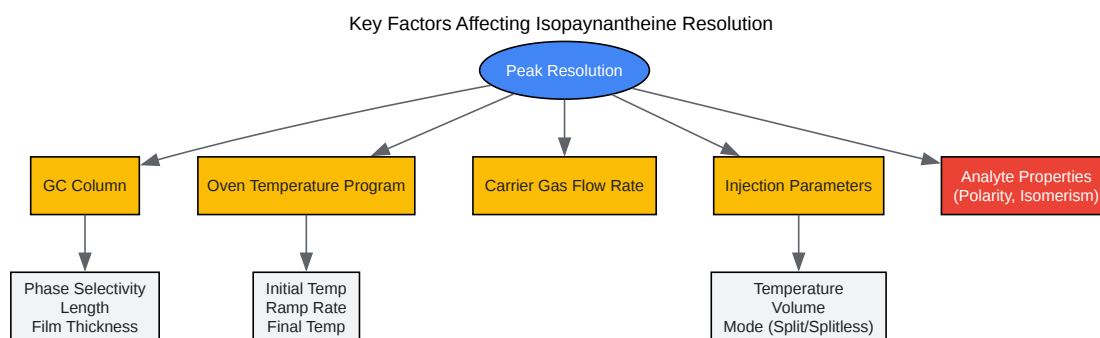 Key Factors Affecting Isopaynantheine Resolution
Peak Resolution
GC Column
Oven Temperature Program
Carrier Gas Flow Rate
Injection Parameters
Analyte Properties
(Polarity, Isomerism)
Phase Selectivity
Length
Film Thickness
Initial Temp
Ramp Rate
Final Temp
Temperature
Volume
Mode (Split/Splitless)